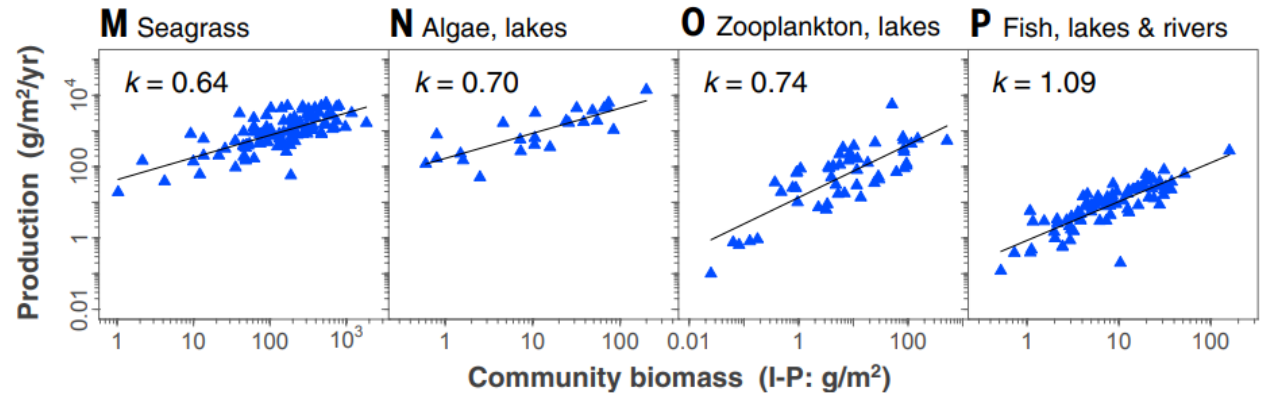 M Seagrass
N Algae, lakes
O Zooplankton, lakes
P Fish, lakes & rivers
k = 0.64
k = 0.70
k = 0.74
k = 1.09
Production (g/m²/yr)
10⁴
100
1
0.01
1 10 100 10³
1 10 100
0.01 1 100
1 10 100
Community biomass (I-P: g/m²)